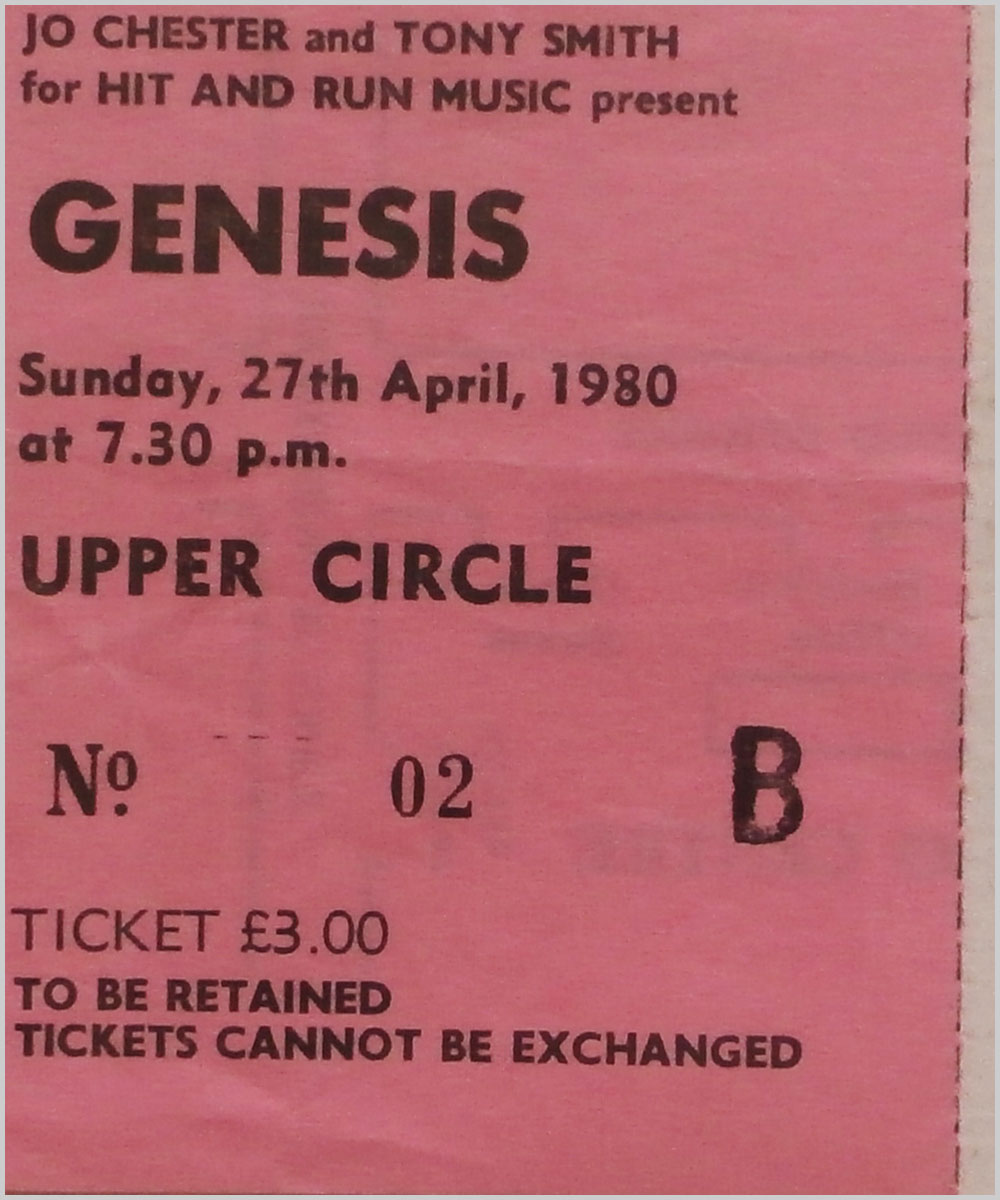 JO CHESTER and TONY SMITH
for HIT AND RUN MUSIC present
GENESIS
Sunday, 27th April, 1980
at 7.30 p.m.
UPPER CIRCLE
Nº 02 B
TICKET £3.00
TO BE RETAINED
TICKETS CANNOT BE EXCHANGED